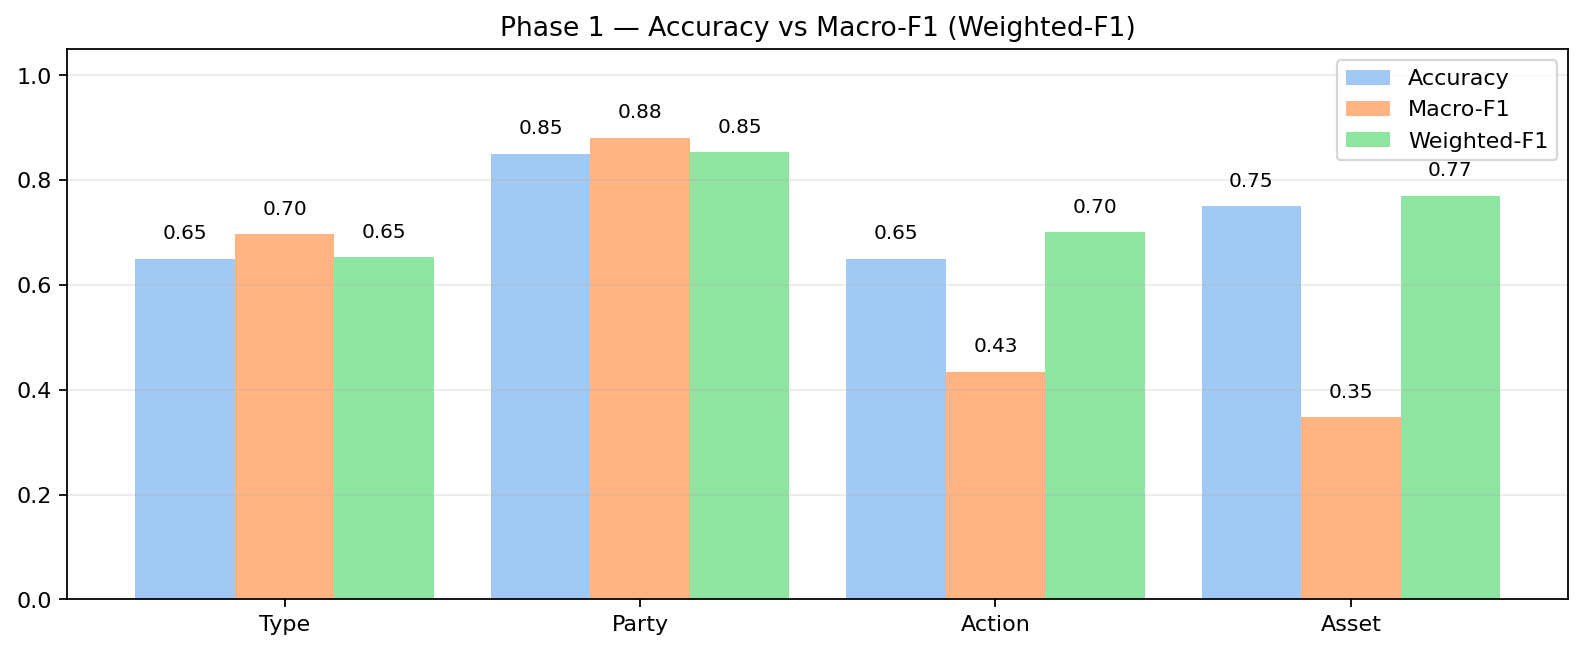 Phase 1 — Accuracy vs Macro-F1 (Weighted-F1)
1.0
0.8
0.6
0.4
0.2
0.0
Accuracy
Macro-F1
Weighted-F1
0.65
0.70
0.65
0.85
0.88
0.85
0.65
0.43
0.70
0.75
0.35
0.77
Type
Party
Action
Asset